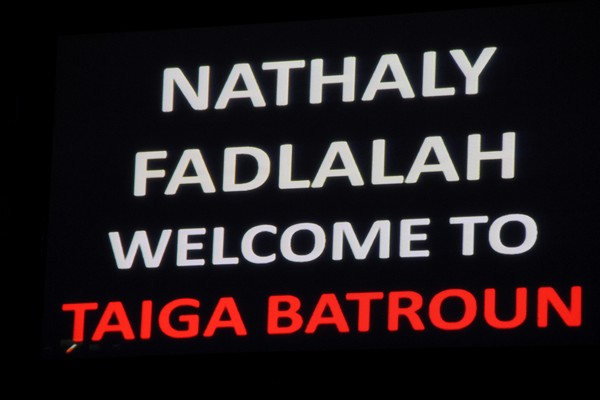 NATHALY
FADLALAH
WELCOME TO
TAIGA BATROUN